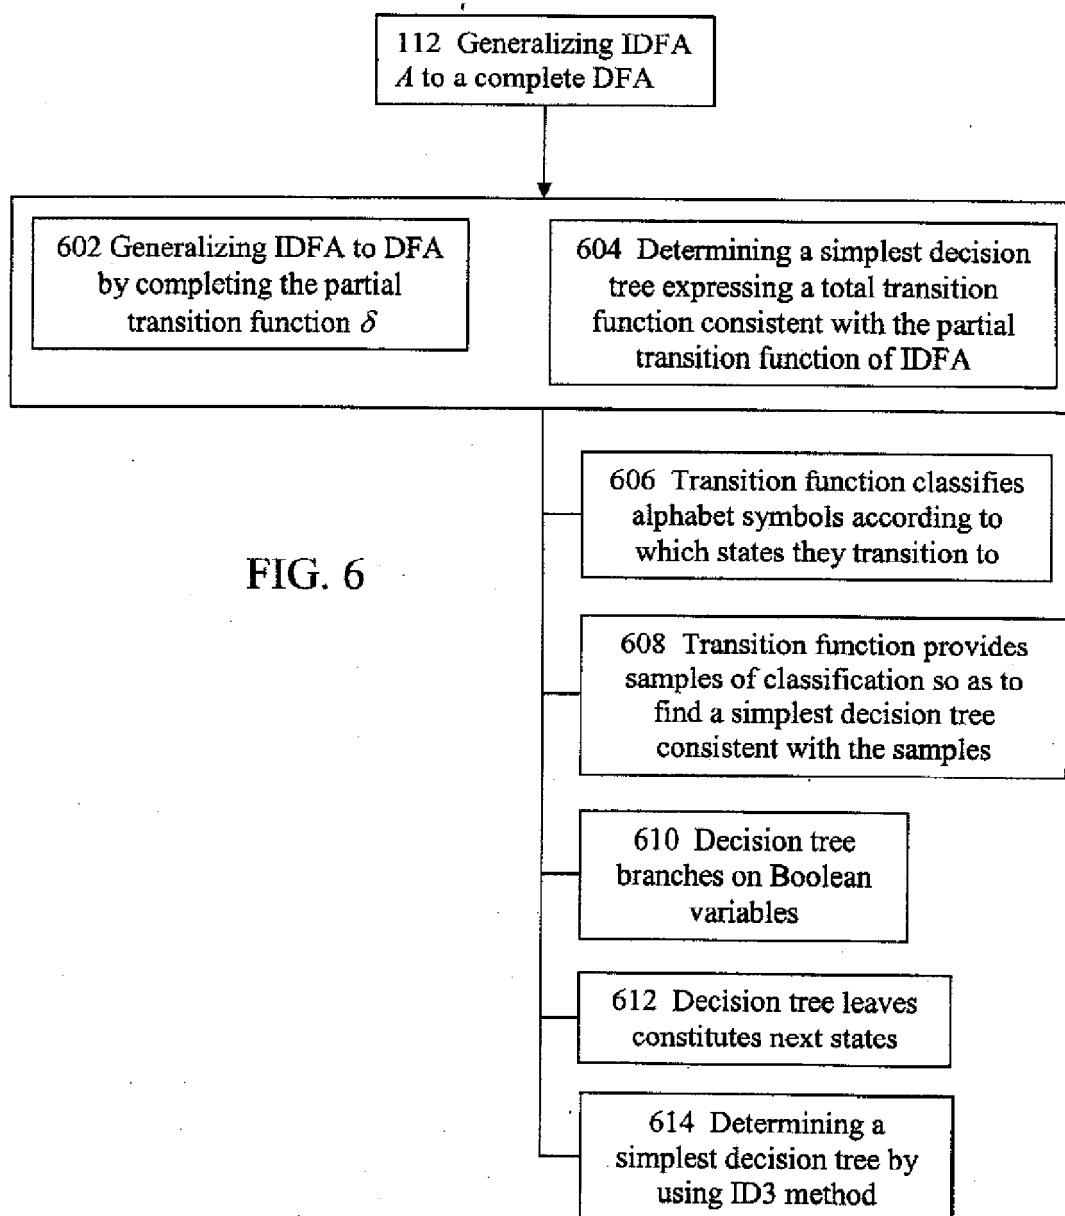 112 Generalizing IDFA
A to a complete DFA
602 Generalizing IDFA to DFA
by completing the partial
transition function δ
604 Determining a simplest decision
tree expressing a total transition
function consistent with the partial
transition function of IDFA
606 Transition function classifies
alphabet symbols according to
which states they transition to
FIG. 6
608 Transition function provides
samples of classification so as to
find a simplest decision tree
consistent with the samples
610 Decision tree
branches on Boolean
variables
612 Decision tree leaves
constitutes next states
614 Determining a
simplest decision tree by
using ID3 method